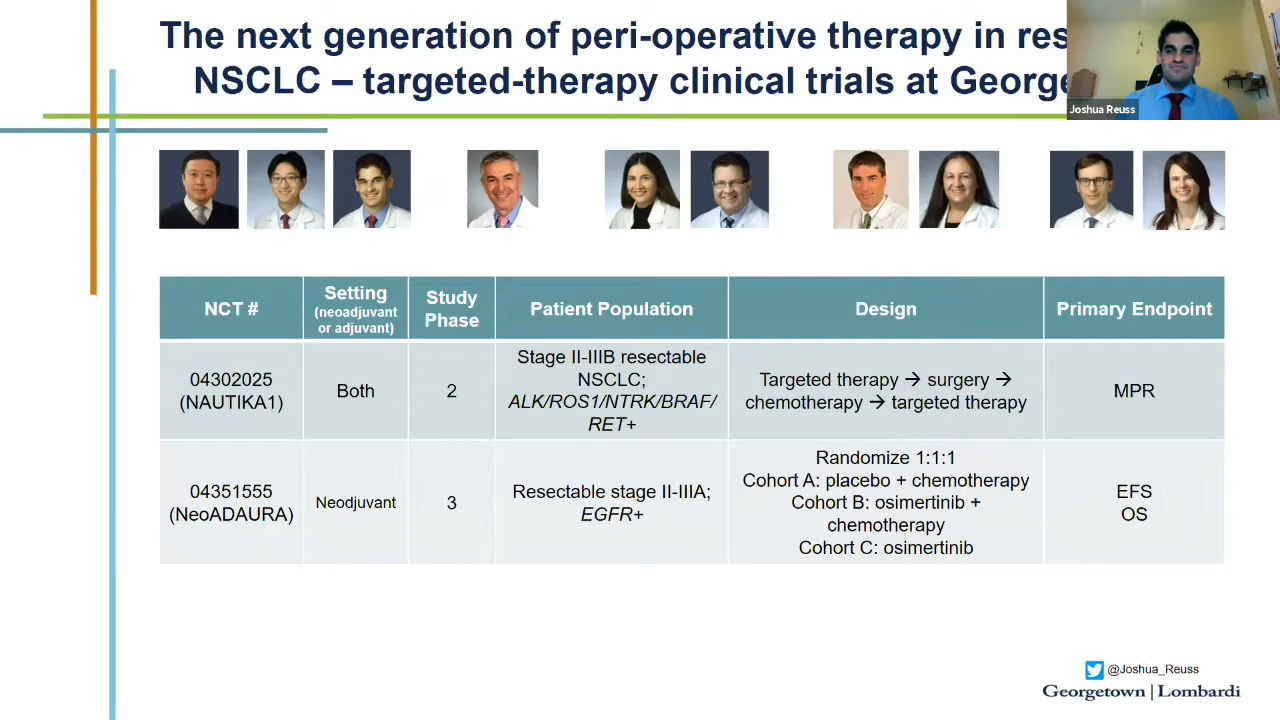 The next generation of peri-operative therapy in res
NSCLC – targeted-therapy clinical trials at George
Joshua Reuss
NCT #
Setting
(neoadjuvant
or adjuvant)
Study
Phase
Patient Population
Design
Primary Endpoint
04302025
(NAUTIKA1)
Both
2
Stage II-IIIB resectable
NSCLC;
ALK/ROS1/NTRK/BRAF/
RET+
Targeted therapy → surgery →
chemotherapy → targeted therapy
MPR
04351555
(NeoADAURA)
Neodjuvant
3
Resectable stage II-IIIA;
EGFR+
Randomize 1:1:1
Cohort A: placebo + chemotherapy
Cohort B: osimertinib +
chemotherapy
Cohort C: osimertinib
EFS
OS
@Joshua_Reuss
Georgetown | Lombardi